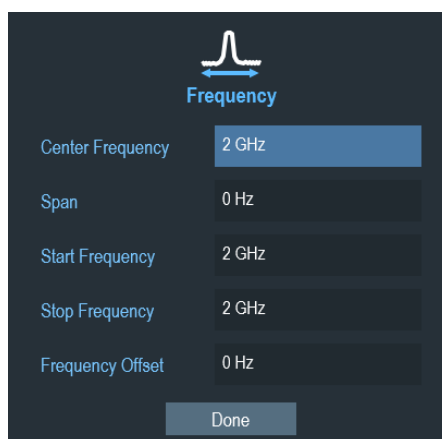 Frequency
Center Frequency 2 GHz
Span 0 Hz
Start Frequency 2 GHz
Stop Frequency 2 GHz
Frequency Offset 0 Hz
Done